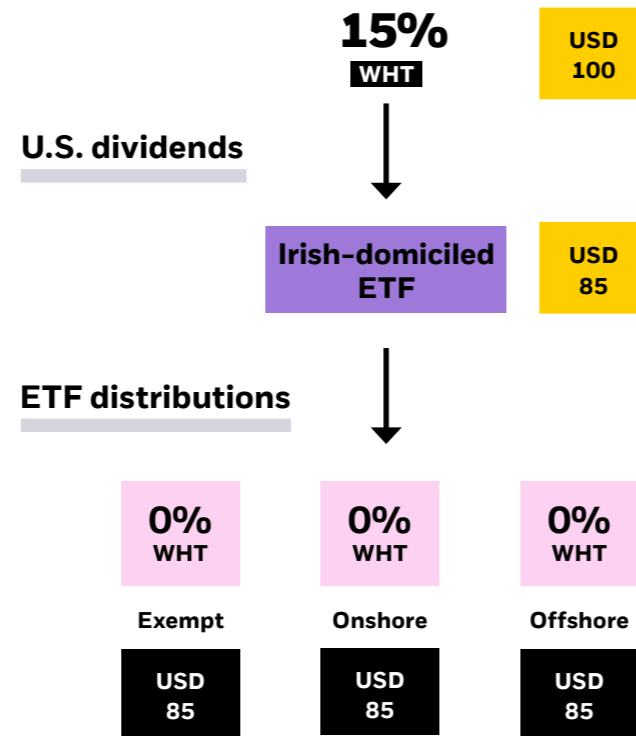 15%
WHT
USD
100
U.S. dividends
Irish-domiciled
ETF
USD
85
ETF distributions
0%
WHT
0%
WHT
0%
WHT
Exempt
Onshore
Offshore
USD
85
USD
85
USD
85